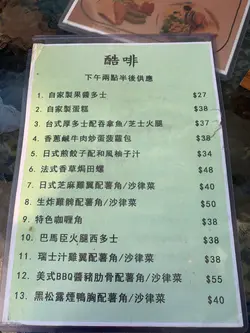 酷啡
下午兩點半後供應
1. 自家製果醬多士 $27
2. 自家製蛋糕 $38
3. 台式厚多士配吞拿魚/芝士火腿 $37
4. 香蔥鹹牛肉炒蛋菠蘿包 $38
5. 日式煎餃子配和風柚子汁 $34
6. 法式香草焗田螺 $48
7. 日式芝麻雞翼配薯角/沙律菜 $40
8. 生炸雞髀配薯角/沙律菜 $50
9. 特色咖喱角 $38
10. 巴馬臣火腿西多士 $38
11. 瑞士汁雞翼配薯角/沙律菜 $38
12. 美式BBQ醬豬肋骨配薯角/沙律菜 $55
13. 黑松露煙鴨胸配薯角/沙律菜 $40